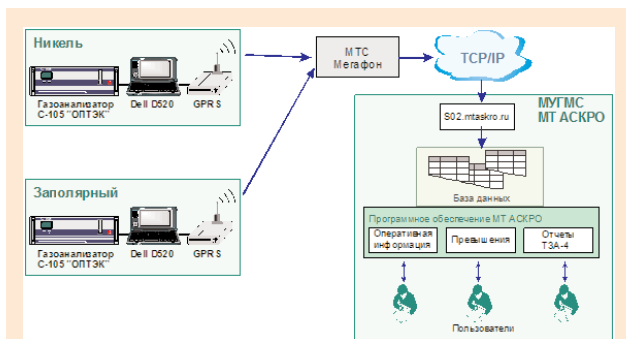 Никель
Газоанализатор
С-105 "ОПТЭК"
Dell D520
GPRS
МТС
Мегафон
TCP/IP
МУГМС
МТ АСКРО
S02.mtaskro.ru
База данных
Заполярный
Газоанализатор
С-105 "ОПТЭК"
Dell D520
GPRS
Программное обеспечение МТ АСКРО
Оперативная
информация
Превышения
Отчеты
ТЗА-4
Пользователи